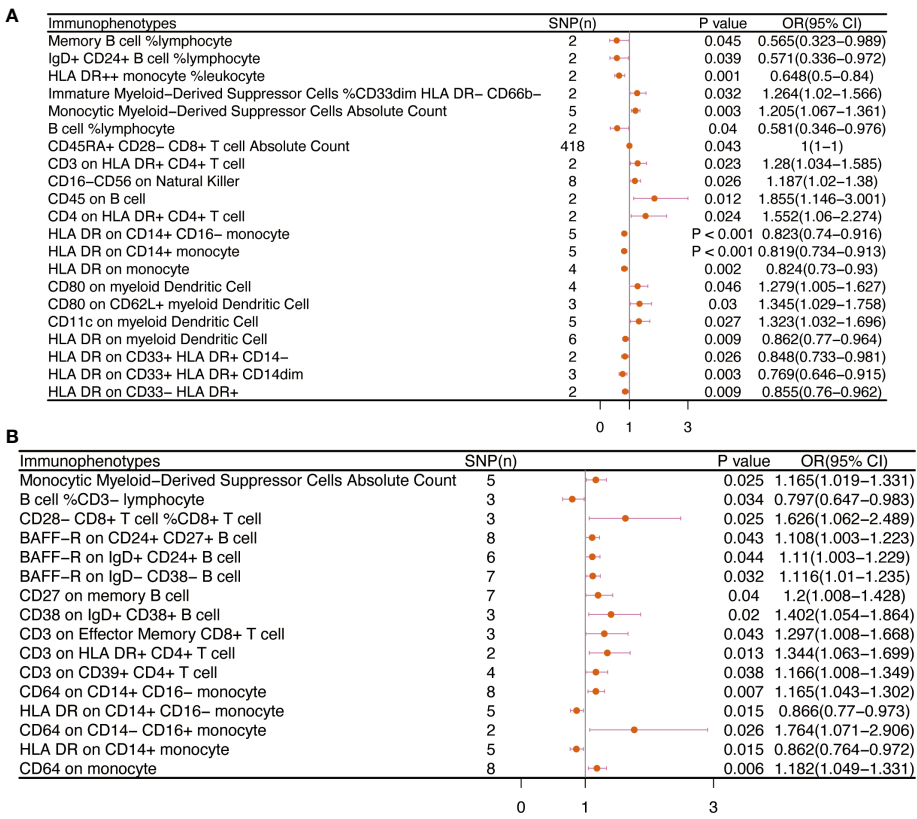 A
Immunophenotypes SNP(n) P value OR(95% CI)
Memory B cell %lymphocyte 2 0.045 0.565(0.323−0.989)
IgD+ CD24+ B cell %lymphocyte 2 0.039 0.571(0.336−0.972)
HLA DR++ monocyte %leukocyte 2 0.001 0.648(0.5−0.84)
Immature Myeloid−Derived Suppressor Cells %CD33dim HLA DR− CD66b− 2 0.032 1.264(1.02−1.566)
Monocytic Myeloid−Derived Suppressor Cells Absolute Count 5 0.003 1.205(1.067−1.361)
B cell %lymphocyte 2 0.04 0.581(0.346−0.976)
CD45RA+ CD28− CD8+ T cell Absolute Count 418 0.043 1(1−1)
CD3 on HLA DR+ CD4+ T cell 2 0.023 1.28(1.034−1.585)
CD16−CD56 on Natural Killer 8 0.026 1.187(1.02−1.38)
CD45 on B cell 2 0.012 1.855(1.146−3.001)
CD4 on HLA DR+ CD4+ T cell 2 0.024 1.552(1.06−2.274)
HLA DR on CD14+ CD16− monocyte 5 P < 0.001 0.823(0.74−0.916)
HLA DR on CD14+ monocyte 5 P < 0.001 0.819(0.734−0.913)
HLA DR on monocyte 4 0.002 0.824(0.73−0.93)
CD80 on myeloid Dendritic Cell 4 0.046 1.279(1.005−1.627)
CD80 on CD62L+ myeloid Dendritic Cell 3 0.03 1.345(1.029−1.758)
CD11c on myeloid Dendritic Cell 5 0.027 1.323(1.032−1.696)
HLA DR on myeloid Dendritic Cell 6 0.009 0.862(0.77−0.964)
HLA DR on CD33+ HLA DR+ CD14− 2 0.026 0.848(0.733−0.981)
HLA DR on CD33+ HLA DR+ CD14dim 3 0.003 0.769(0.646−0.915)
HLA DR on CD33− HLA DR+ 2 0.009 0.855(0.76−0.962)
0 1 3
B
Immunophenotypes SNP(n) P value OR(95% CI)
Monocytic Myeloid−Derived Suppressor Cells Absolute Count 5 0.025 1.165(1.019−1.331)
B cell %CD3− lymphocyte 3 0.034 0.797(0.647−0.983)
CD28− CD8+ T cell %CD8+ T cell 3 0.025 1.626(1.062−2.489)
BAFF−R on CD24+ CD27+ B cell 8 0.043 1.108(1.003−1.223)
BAFF−R on IgD+ CD24+ B cell 6 0.044 1.11(1.003−1.229)
BAFF−R on IgD− CD38− B cell 7 0.032 1.116(1.01−1.235)
CD27 on memory B cell 7 0.04 1.2(1.008−1.428)
CD38 on IgD+ CD38+ B cell 3 0.02 1.402(1.054−1.864)
CD3 on Effector Memory CD8+ T cell 3 0.043 1.297(1.008−1.668)
CD3 on HLA DR+ CD4+ T cell 2 0.013 1.344(1.063−1.699)
CD3 on CD39+ CD4+ T cell 4 0.038 1.166(1.008−1.349)
CD64 on CD14+ CD16− monocyte 8 0.007 1.165(1.043−1.302)
HLA DR on CD14+ CD16− monocyte 5 0.015 0.866(0.77−0.973)
CD64 on CD14− CD16+ monocyte 2 0.026 1.764(1.071−2.906)
HLA DR on CD14+ monocyte 5 0.015 0.862(0.764−0.972)
CD64 on monocyte 8 0.006 1.182(1.049−1.331)
0 1 3